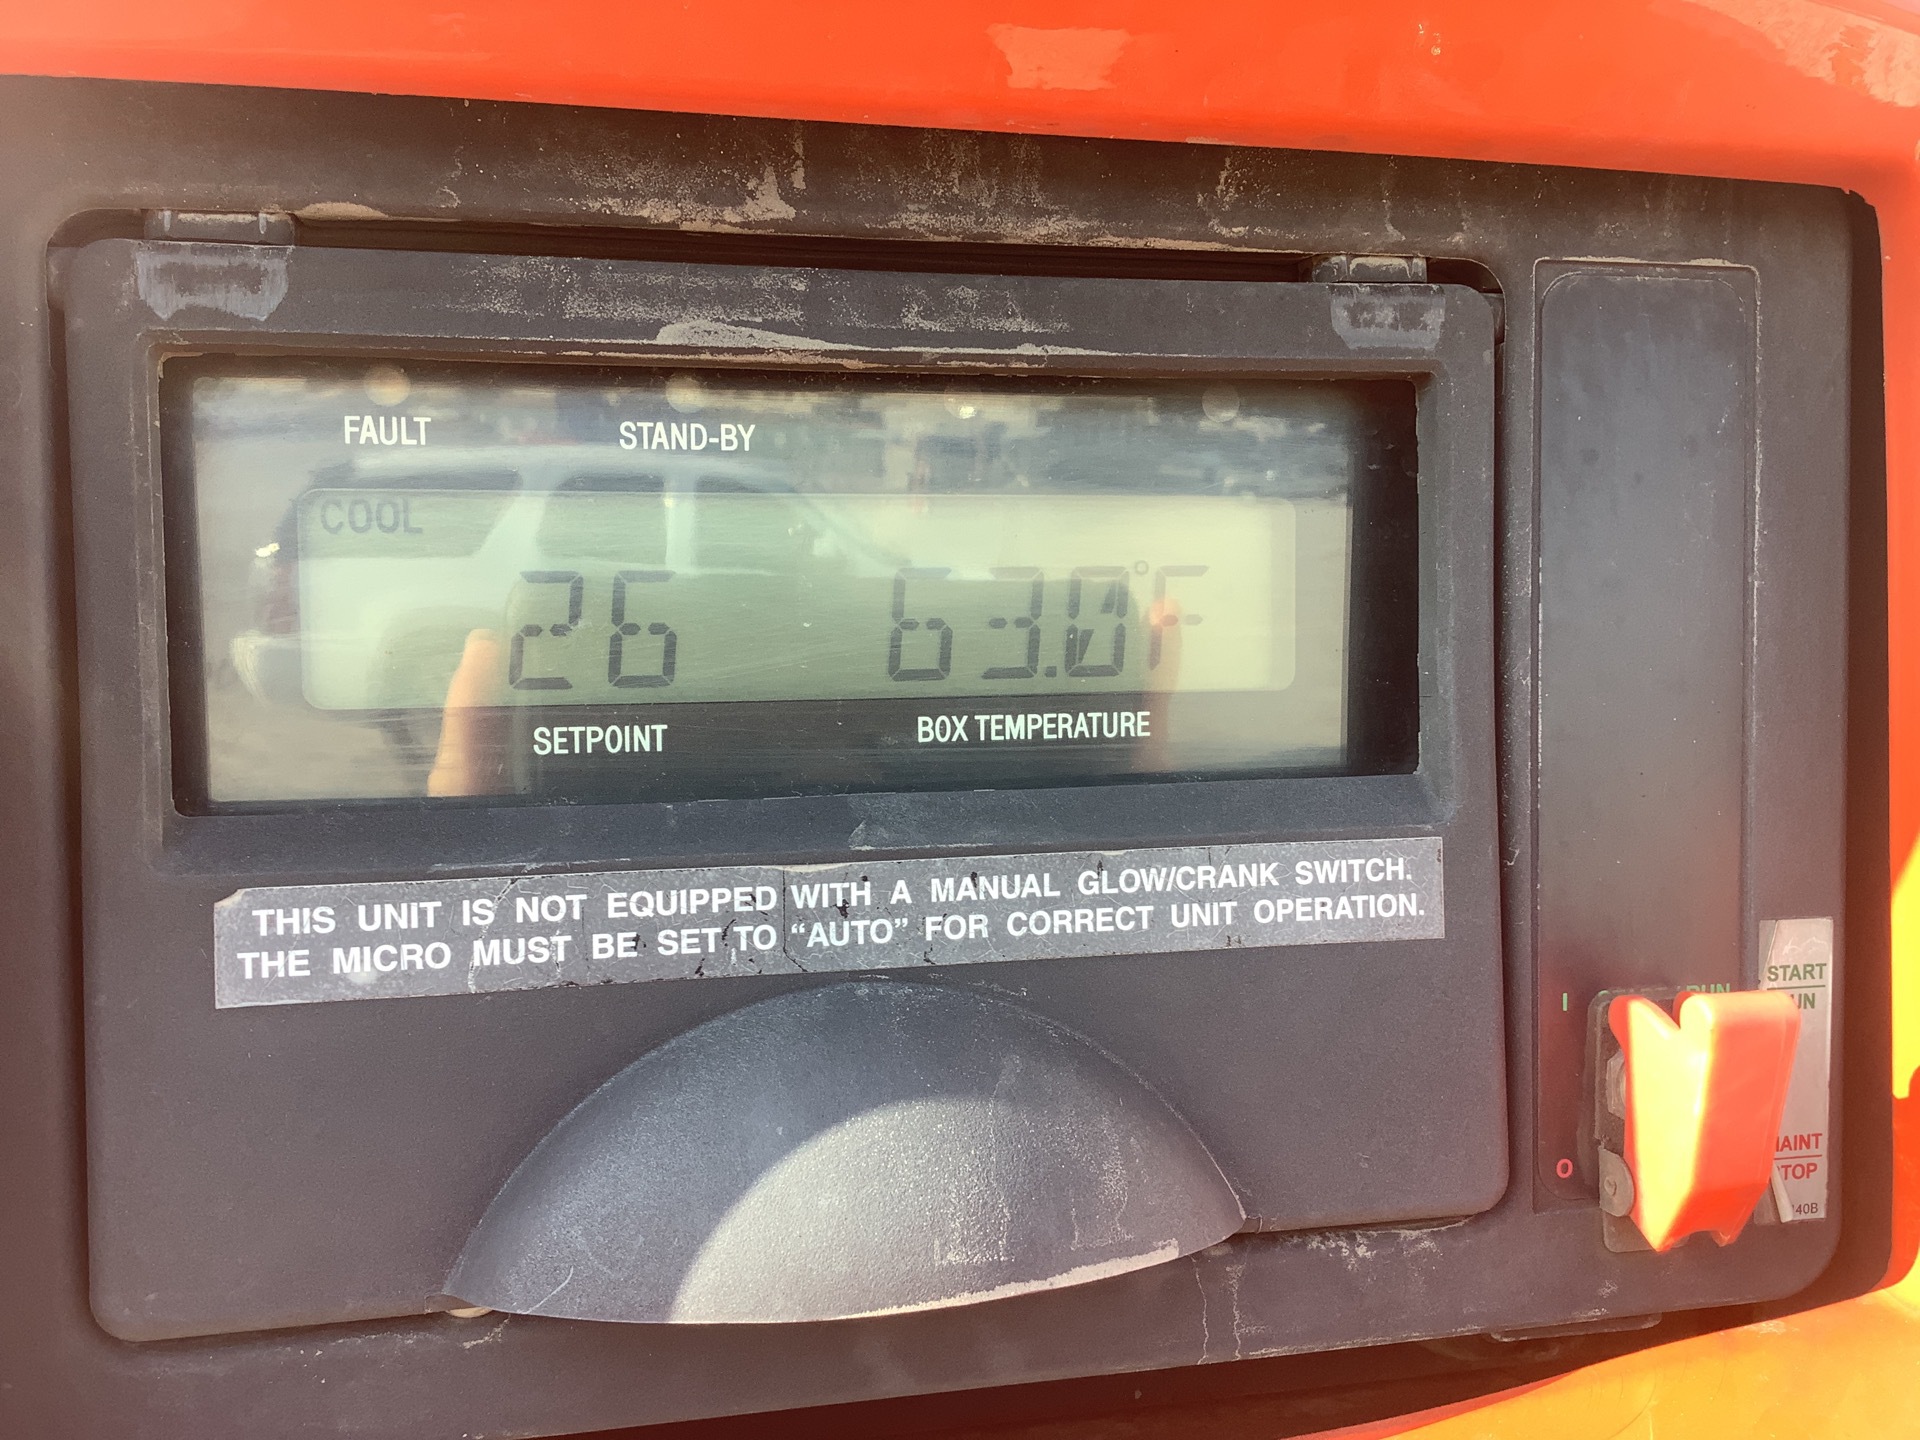 FAULT STAND-BY
COOL
26 63.0°F
SETPOINT BOX TEMPERATURE
THIS UNIT IS NOT EQUIPPED WITH A MANUAL GLOW/CRANK SWITCH.
THE MICRO MUST BE SET TO “AUTO” FOR CORRECT UNIT OPERATION.
START
I RUN
O